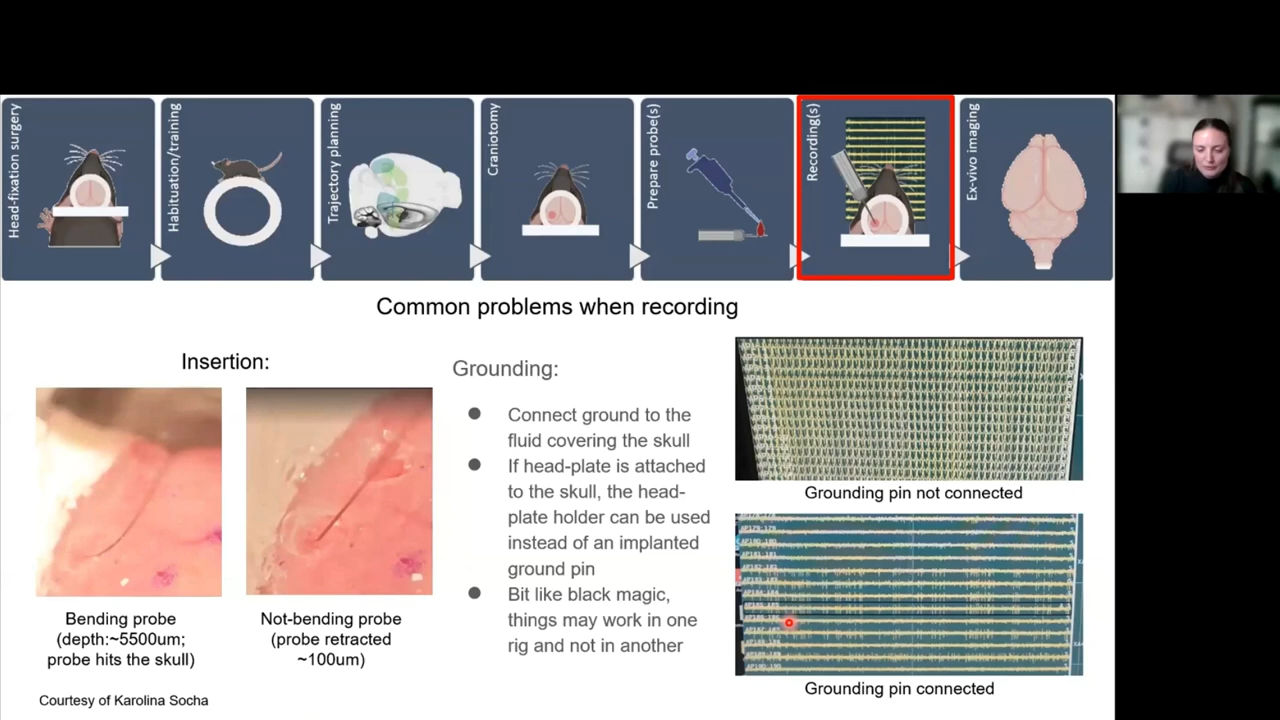 Head-fixation surgery
Habituation/training
Trajectory planning
Craniotomy
Prepare probe(s)
Recording(s)
Ex-vivo imaging
Common problems when recording
Insertion:
Bending probe
(depth:~5500um;
probe hits the skull)
Not-bending probe
(probe retracted
~100um)
Courtesy of Karolina Socha
Grounding:
● Connect ground to the
fluid covering the skull
● If head-plate is attached
to the skull, the head-
plate holder can be used
instead of an implanted
ground pin
● Bit like black magic,
things may work in one
rig and not in another
Grounding pin not connected
Grounding pin connected